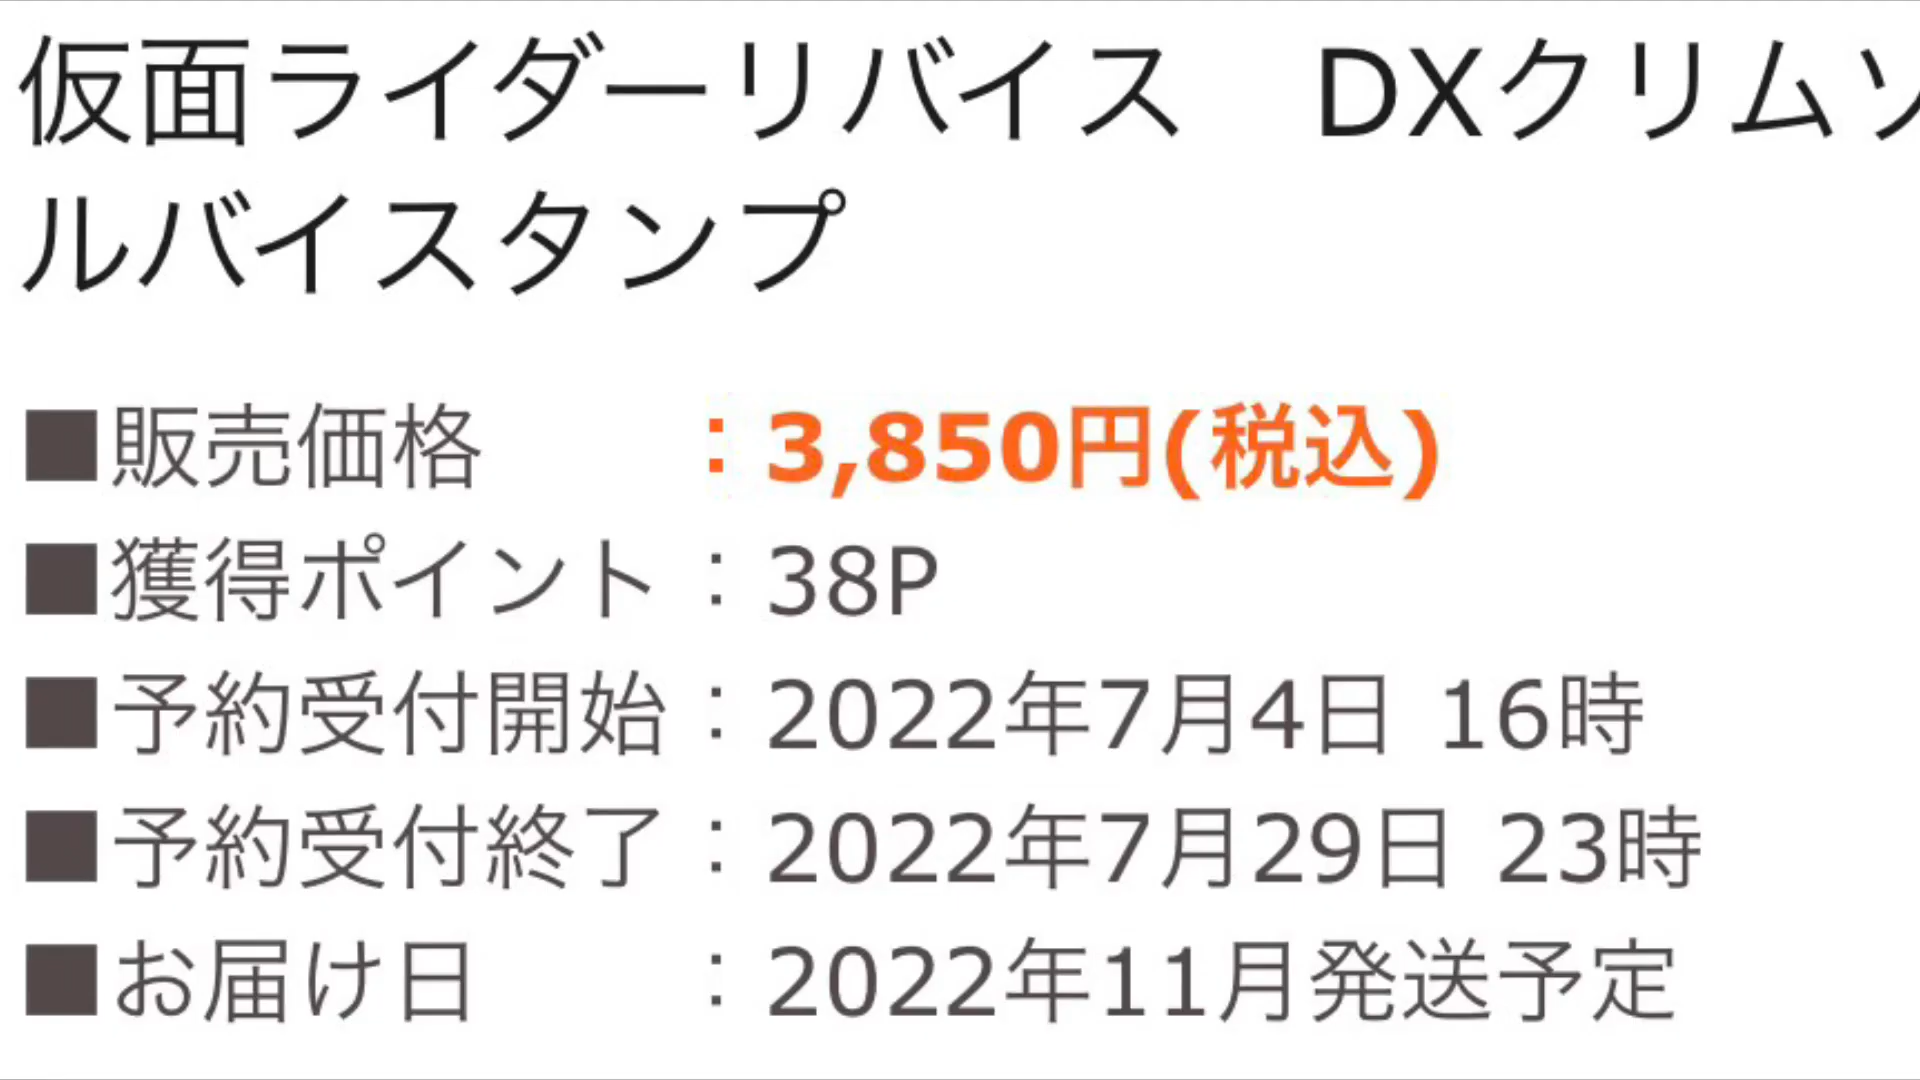 仮面ライダーリバイス　DXクリムソ
ルバイスタンプ
■販売価格　　：3,850円(税込)
■獲得ポイント：38P
■予約受付開始：2022年7月4日 16時
■予約受付終了：2022年7月29日 23時
■お届け日　　：2022年11月発送予定